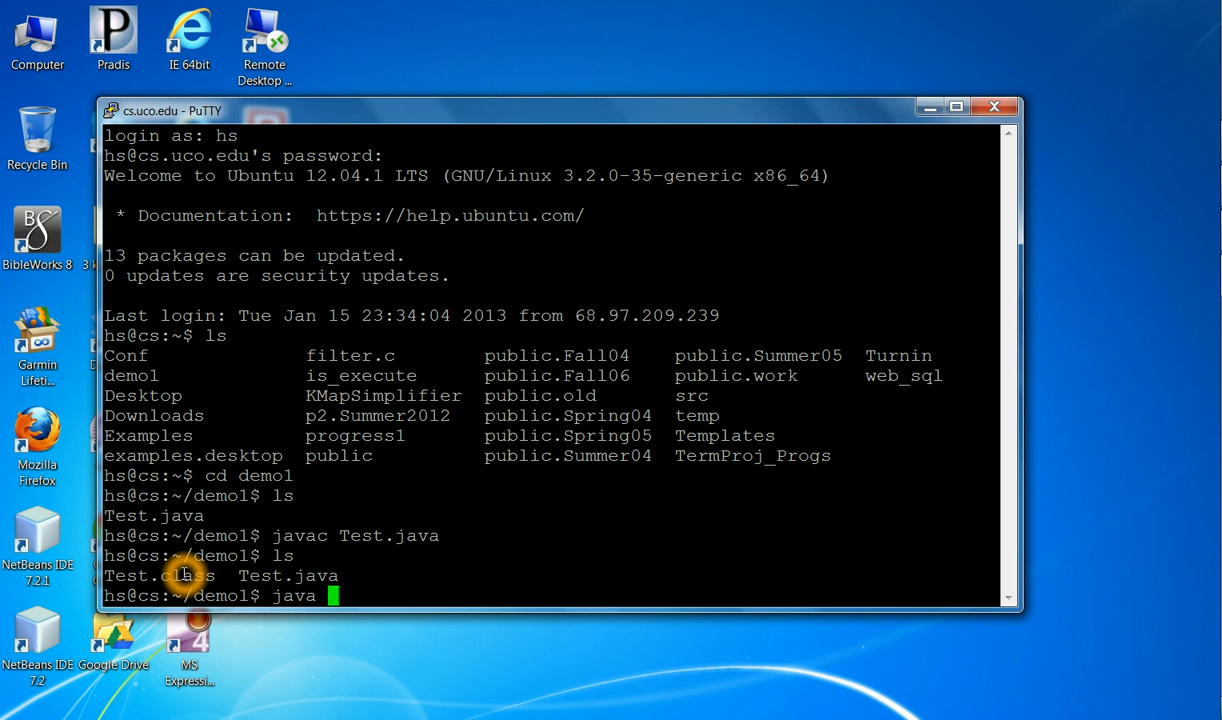 Computer
Pradis
IE 64bit
Remote
Desktop ...
Recycle Bin
BibleWorks 8
Garmin
Lifeti...
Mozilla
Firefox
NetBeans IDE
7.2.1
NetBeans IDE
7.2
Google Drive
MS
Expressi...
cs.uco.edu - PuTTY
login as: hs
hs@cs.uco.edu's password:
Welcome to Ubuntu 12.04.1 LTS (GNU/Linux 3.2.0-35-generic x86_64)
* Documentation:  https://help.ubuntu.com/
13 packages can be updated.
0 updates are security updates.
Last login: Tue Jan 15 23:34:04 2013 from 68.97.209.239
hs@cs:~$ ls
Conf filter.c public.Fall04 public.Summer05 Turnin
demo1 is_execute public.Fall06 public.work web_sql
Desktop KMapSimplifier public.old src
Downloads p2.Summer2012 public.Spring04 temp
Examples progress1 public.Spring05 Templates
examples.desktop public public.Summer04 TermProj_Progs
hs@cs:~$ cd demo1
hs@cs:~/demo1$ ls
Test.java
hs@cs:~/demo1$ javac Test.java
hs@cs:~/demo1$ ls
Test.class  Test.java
hs@cs:~/demo1$ java